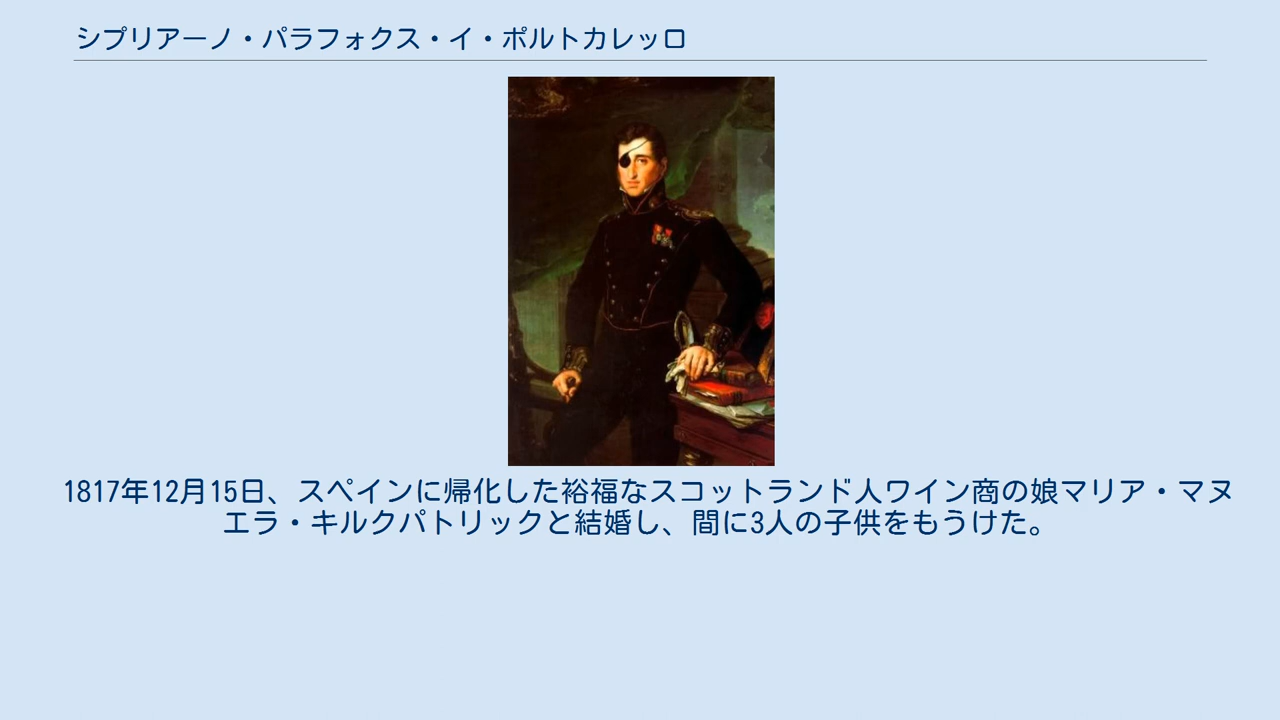 シプリアーノ・パラフォクス・イ・ポルトカレッロ
1817年12月15日、スペインに帰化した裕福なスコットランド人ワイン商の娘マリア・マヌ
エラ・キルクパトリックと結婚し、間に3人の子供をもうけた。